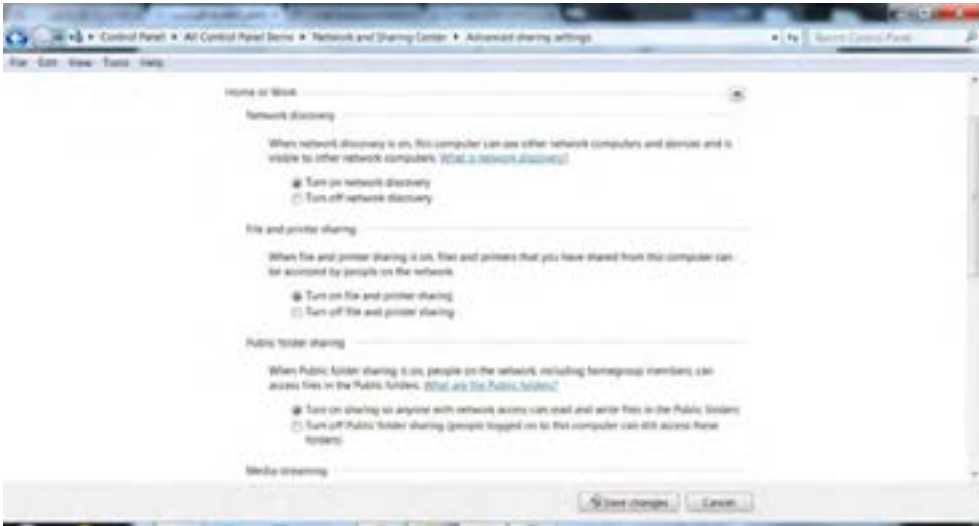 Control Panel All Control Panel Items Network and Sharing Center Advanced sharing settings
Search Control Panel
File Edit View Tools Help
Home or Work
Network discovery
When network discovery is on, this computer can see other network computers and devices and is
visible to other network computers. What is network discovery?
Turn on network discovery
Turn off network discovery
File and printer sharing
When file and printer sharing is on, files and printers that you have shared from this computer can
be accessed by people on the network.
Turn on file and printer sharing
Turn off file and printer sharing
Public folder sharing
When Public folder sharing is on, people on the network, including homegroup members, can
access files in the Public folders. What are the Public folders?
Turn on sharing so anyone with network access can read and write files in the Public folders
Turn off Public folder sharing (people logged on to this computer can still access these
folders)
Media streaming
Save changes Cancel